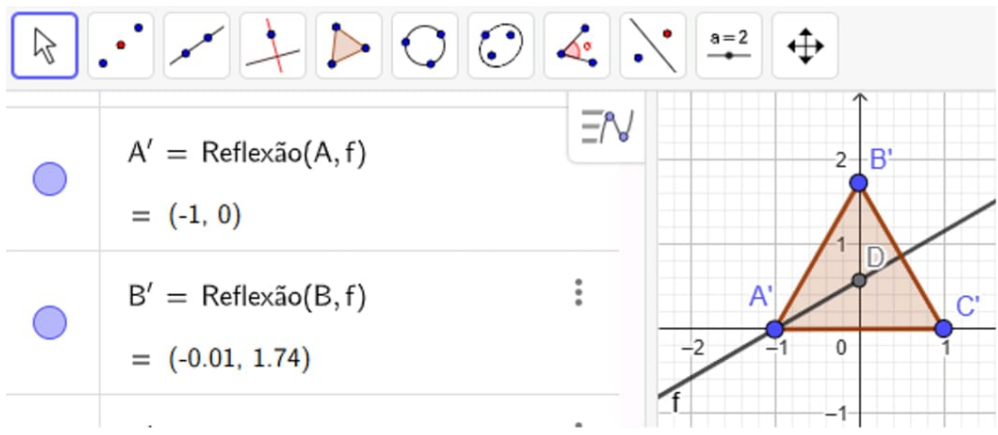 α
a=2
A′ = Reflexão(A, f)
= (-1, 0)
B′ = Reflexão(B, f)
= (-0.01, 1.74)
2
B'
1
D
A'
C'
-2
-1
0
1
f
-1